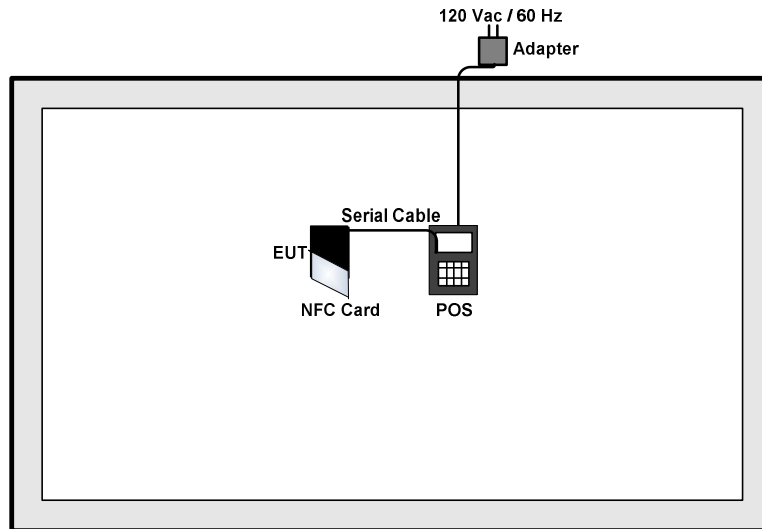 120 Vac / 60 Hz
Adapter
Serial Cable
EUT
NFC Card
POS